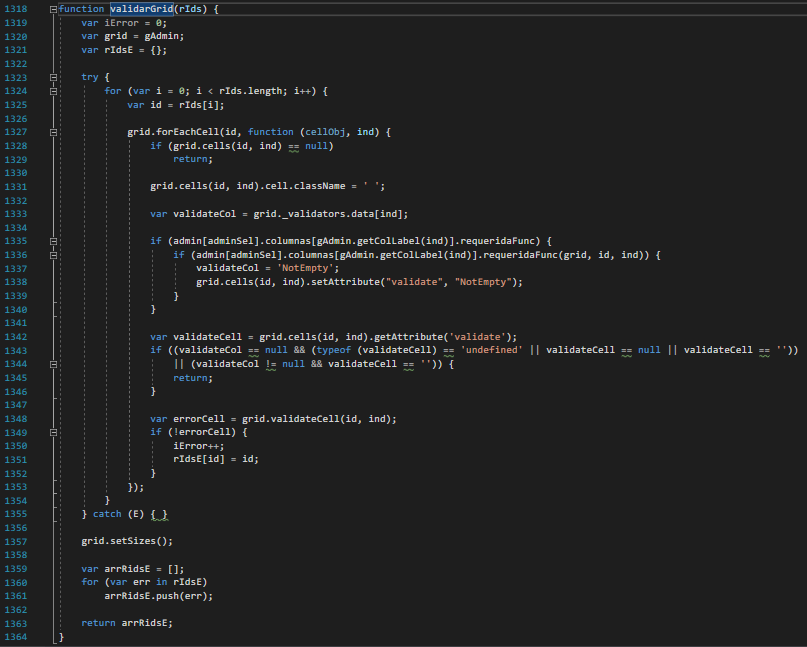 1318 function validarGrid(rIds) {
1319     var iError = 0;
1320     var grid = gAdmin;
1321     var rIdsE = {};
1322
1323     try {
1324         for (var i = 0; i < rIds.length; i++) {
1325             var id = rIds[i];
1326
1327             grid.forEachCell(id, function (cellObj, ind) {
1328                 if (grid.cells(id, ind) == null)
1329                     return;
1330
1331                 grid.cells(id, ind).cell.className = ' ';
1332
1333                 var validateCol = grid._validators.data[ind];
1334
1335                 if (admin[adminSel].columnas[gAdmin.getColLabel(ind)].requeridaFunc) {
1336                     if (admin[adminSel].columnas[gAdmin.getColLabel(ind)].requeridaFunc(grid, id, ind)) {
1337                         validateCol = 'NotEmpty';
1338                         grid.cells(id, ind).setAttribute("validate", "NotEmpty");
1339                     }
1340                 }
1341
1342                 var validateCell = grid.cells(id, ind).getAttribute('validate');
1343                 if ((validateCol == null && (typeof (validateCell) == 'undefined' || validateCell == null || validateCell == ''))
1344                     || (validateCol != null && validateCell == '')) {
1345                     return;
1346                 }
1347
1348                 var errorCell = grid.validateCell(id, ind);
1349                 if (!errorCell) {
1350                     iError++;
1351                     rIdsE[id] = id;
1352                 }
1353             });
1354         }
1355     } catch (E) { }
1356
1357     grid.setSizes();
1358
1359     var arrRidsE = [];
1360     for (var err in rIdsE)
1361         arrRidsE.push(err);
1362
1363     return arrRidsE;
1364 }